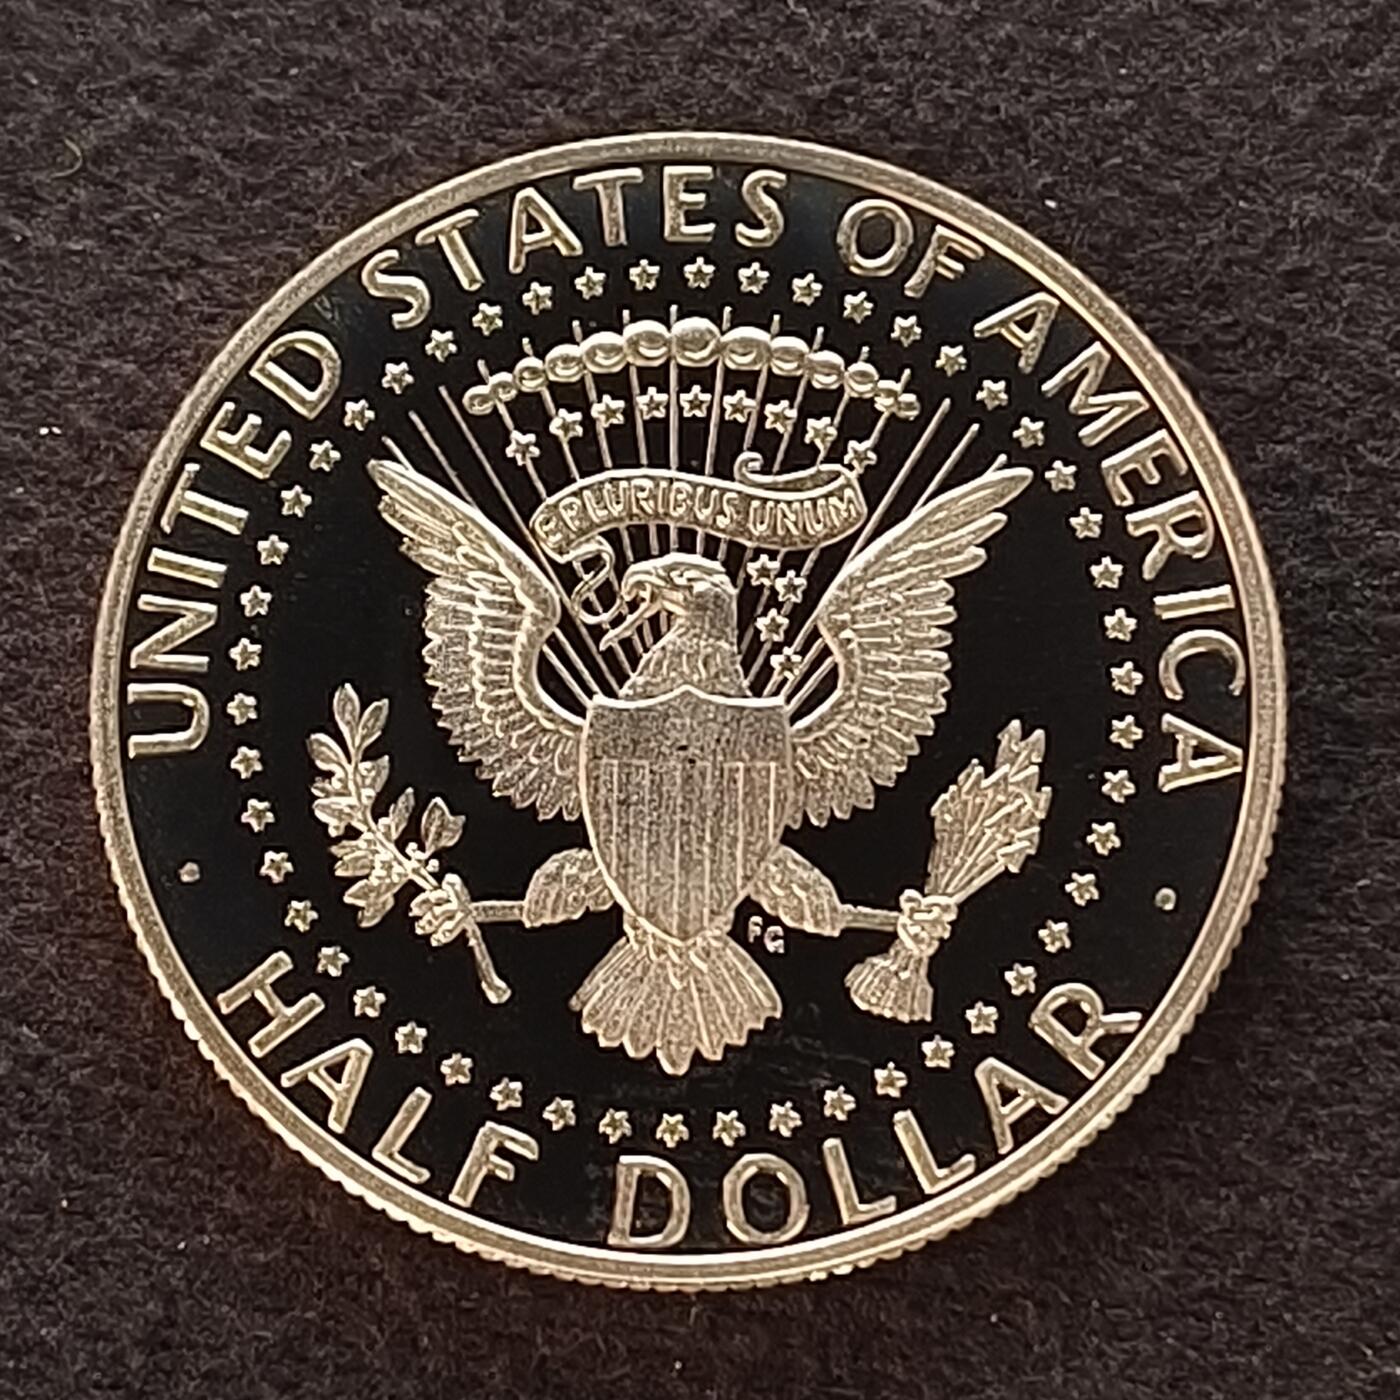 UNITED STATES OF AMERICA
E PLURIBUS UNUM
FG
HALF DOLLAR